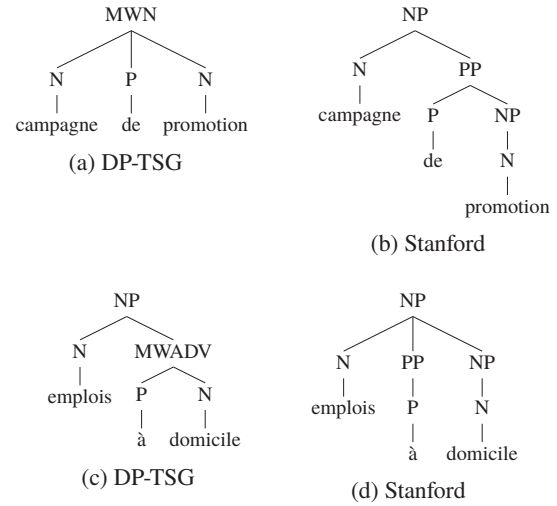 MWN
N P N
campagne de promotion
(a) DP-TSG
NP
N PP
campagne P NP
de N
promotion
(b) Stanford
NP
N MWADV
emplois P N
à domicile
(c) DP-TSG
NP
N PP NP
emplois P N
à domicile
(d) Stanford